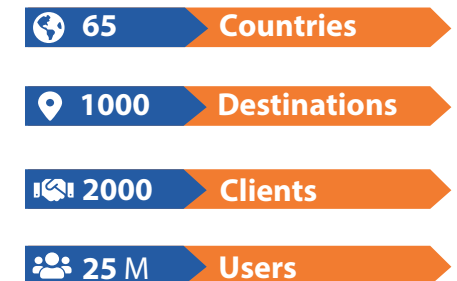 65 Countries
1000 Destinations
2000 Clients
25 M Users